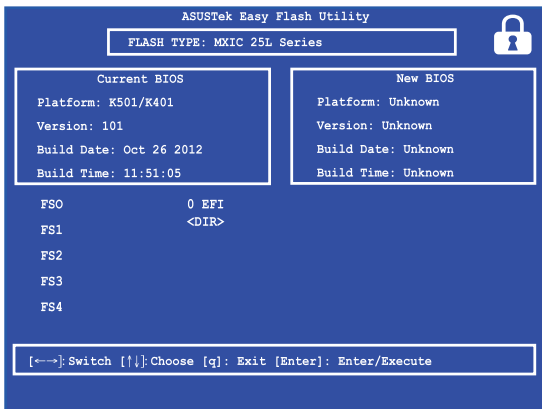 ASUSTek Easy Flash Utility
FLASH TYPE: MXIC 25L Series
Current BIOS
Platform: K501/K401
Version: 101
Build Date: Oct 26 2012
Build Time: 11:51:05
New BIOS
Platform: Unknown
Version: Unknown
Build Date: Unknown
Build Time: Unknown
FSO
FS1
FS2
FS3
FS4
0 EFI
<DIR>
[←→]: Switch [↑↓]: Choose [q]: Exit [Enter]: Enter/Execute